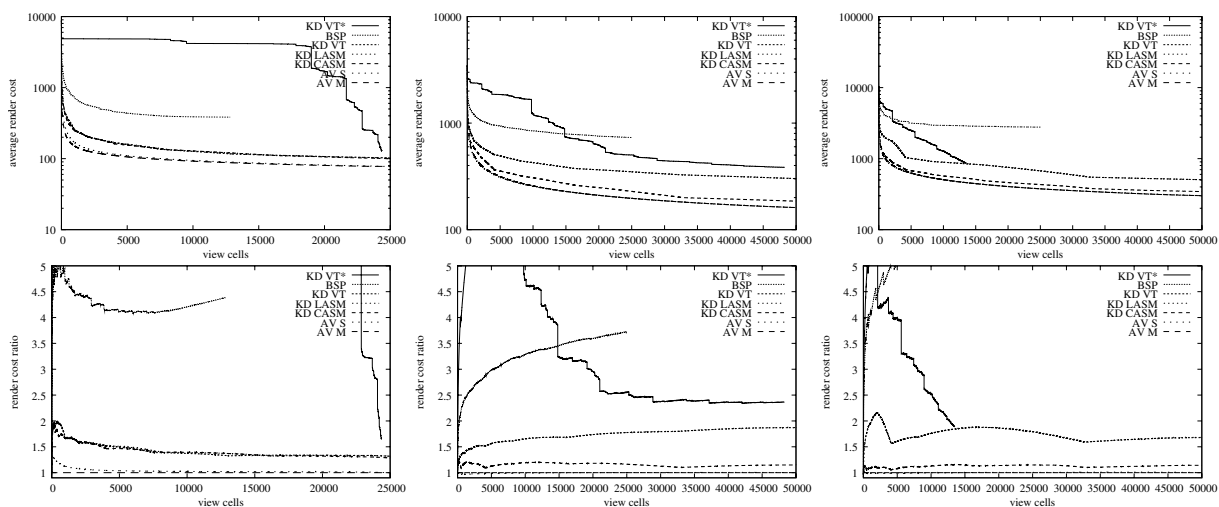 100000
10000
1000
100
10
average render cost
KD VT*
BSP
KD VT
KD LASM
KD CASM
AV S
AV M
0 5000 10000 15000 20000 25000
view cells
10000
1000
100
average render cost
KD VT*
BSP
KD VT
KD LASM
KD CASM
AV S
AV M
0 5000 10000 15000 20000 25000 30000 35000 40000 45000 50000
view cells
100000
10000
1000
100
average render cost
KD VT*
BSP
KD VT
KD LASM
KD CASM
AV S
AV M
0 5000 10000 15000 20000 25000 30000 35000 40000 45000 50000
view cells
5
4.5
4
3.5
3
2.5
2
1.5
1
render cost ratio
KD VT*
BSP
KD VT
KD LASM
KD CASM
AV S
AV M
0 5000 10000 15000 20000 25000
view cells
5
4.5
4
3.5
3
2.5
2
1.5
1
render cost ratio
KD VT*
BSP
KD VT
KD LASM
KD CASM
AV S
AV M
0 5000 10000 15000 20000 25000 30000 35000 40000 45000 50000
view cells
5
4.5
4
3.5
3
2.5
2
1.5
1
render cost ratio
KD VT*
BSP
KD VT
KD LASM
KD CASM
AV S
AV M
0 5000 10000 15000 20000 25000 30000 35000 40000 45000 50000
view cells